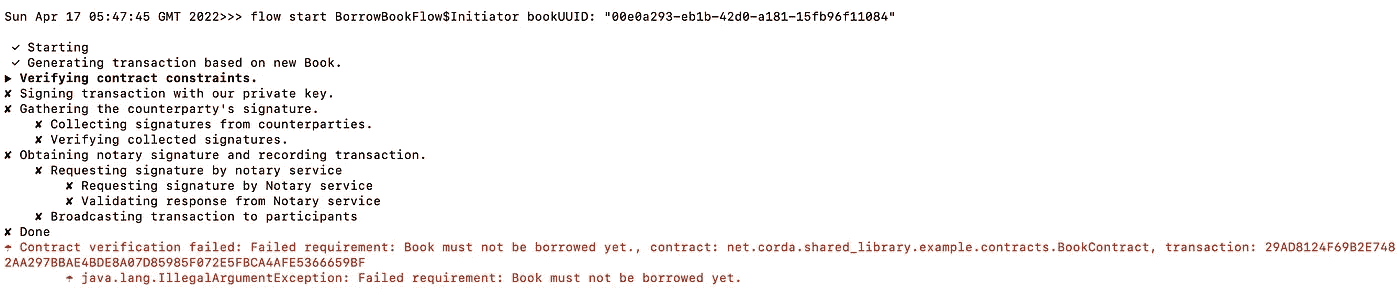 Sun Apr 17 05:47:45 GMT 2022>>> flow start BorrowBookFlow$Initiator bookUUID: "00e0a293-eb1b-42d0-a181-15fb96f11084"
✓ Starting
✓ Generating transaction based on new Book.
▶ Verifying contract constraints.
✘ Signing transaction with our private key.
✘ Gathering the counterparty's signature.
✘ Collecting signatures from counterparties.
✘ Verifying collected signatures.
✘ Obtaining notary signature and recording transaction.
✘ Requesting signature by notary service
✘ Requesting signature by Notary service
✘ Validating response from Notary service
✘ Broadcasting transaction to participants
✘ Done
☂ Contract verification failed: Failed requirement: Book must not be borrowed yet., contract: net.corda.shared_library.example.contracts.BookContract, transaction: 29AD8124F69B2E748
2AA297BBAE4BDE8A07D85985F072E5FBCA4AFE5366659BF
☂ java.lang.IllegalArgumentException: Failed requirement: Book must not be borrowed yet.